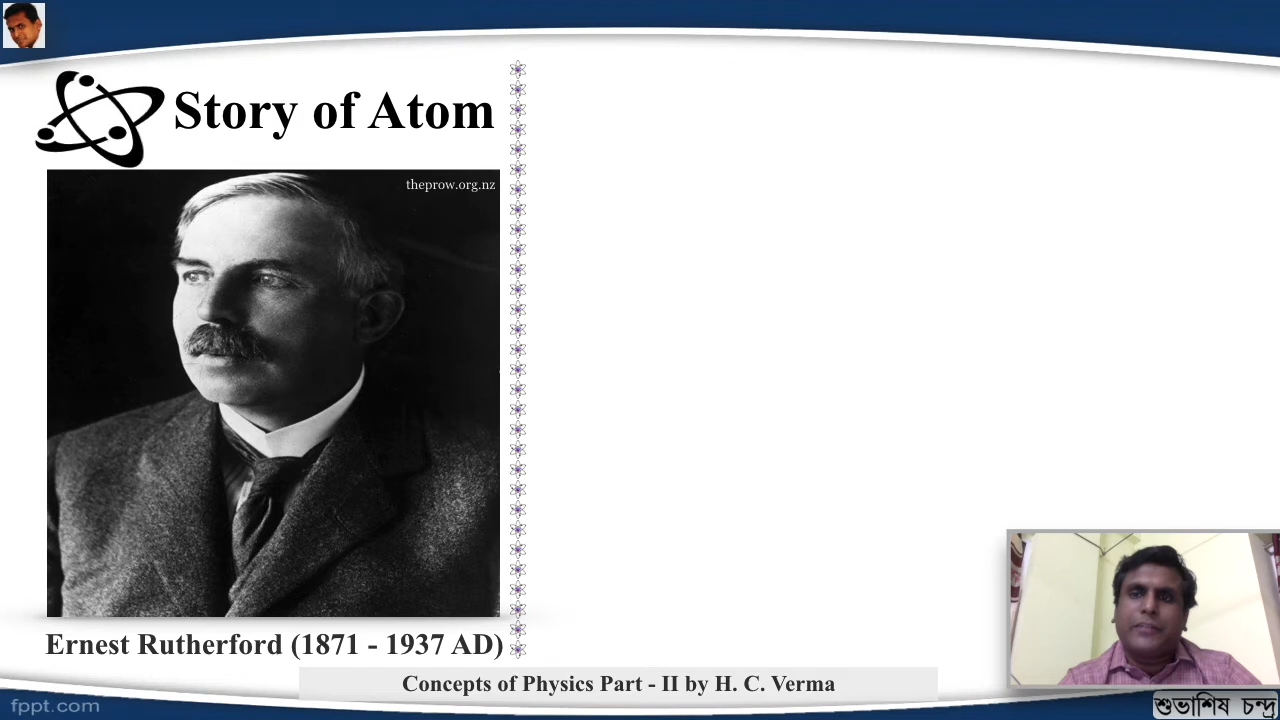 Story of Atom
theprow.org.nz
Ernest Rutherford (1871 - 1937 AD)
Concepts of Physics Part - II by H. C. Verma
fppt.com
শুভাশিষ চন্দ্র